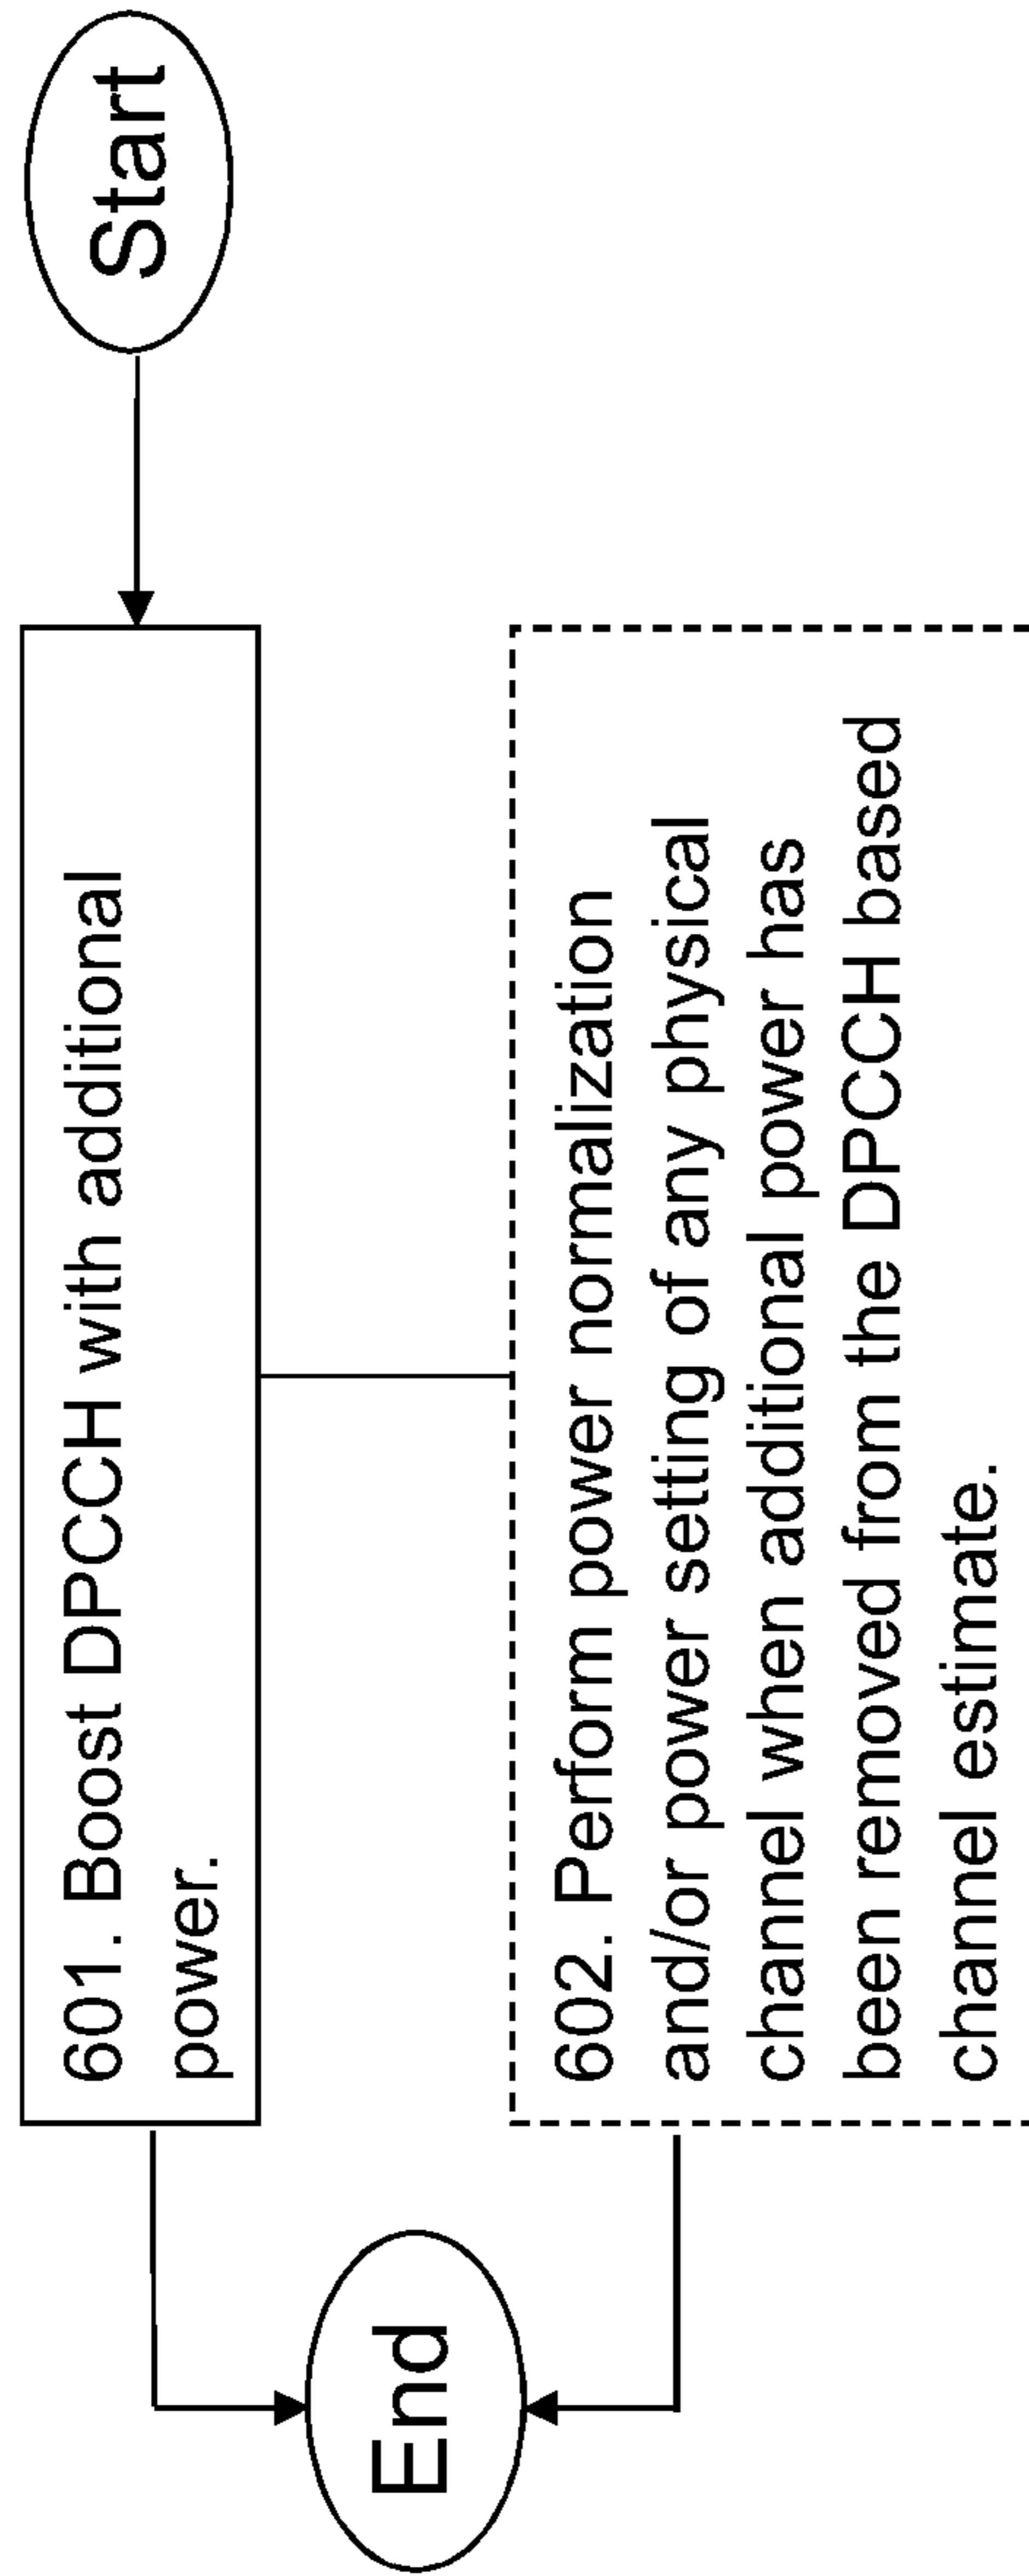 Start
601. Boost DPCCH with additional
power.
602. Perform power normalization
and/or power setting of any physical
channel when additional power has
been removed from the DPCCH based
channel estimate.
End